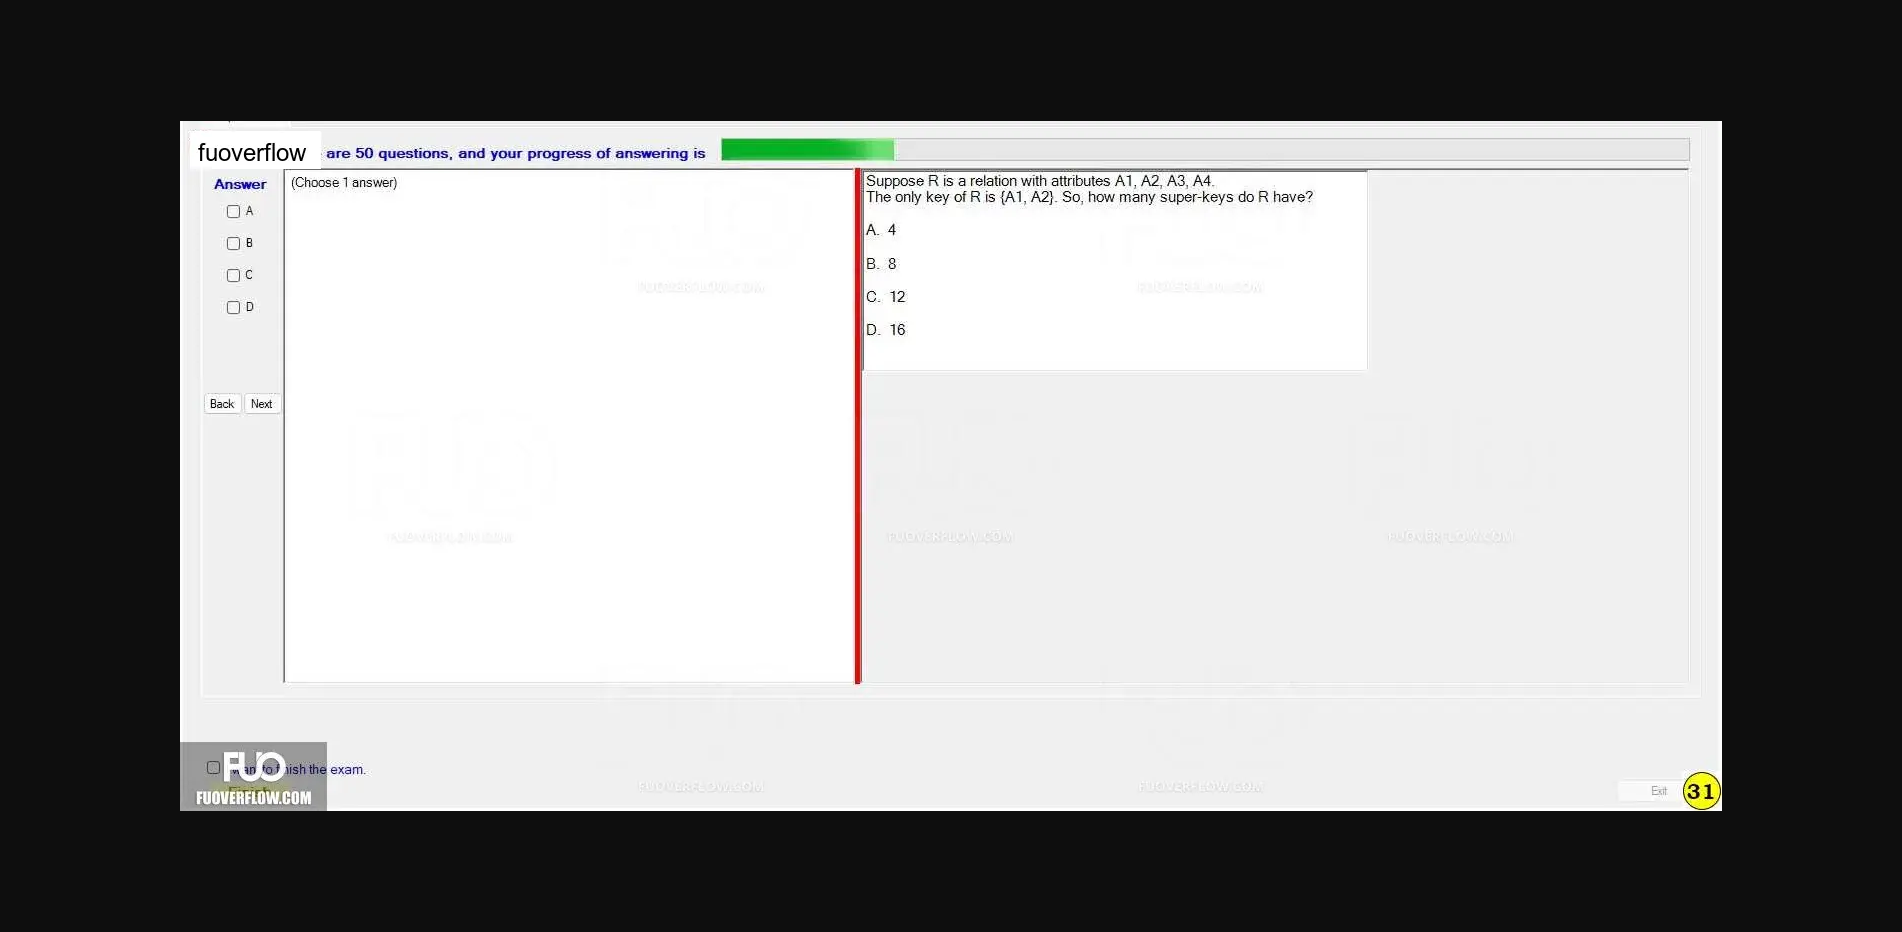 fuoverflow are 50 questions, and your progress of answering is
Answer
(Choose 1 answer)
A
B
C
D
Back Next
Suppose R is a relation with attributes A1, A2, A3, A4.
The only key of R is {A1, A2}. So, how many super-keys do R have?
A. 4
B. 8
C. 12
D. 16
FUOVERFLOW.COM
FUOVERFLOW.COM
FUOVERFLOW.COM
FUOVERFLOW.COM
FUOVERFLOW.COM
FUOVERFLOW.COM
FUOVERFLOW.COM
FUO
want to finish the exam.
Finish
FUOVERFLOW.COM
Exit
31